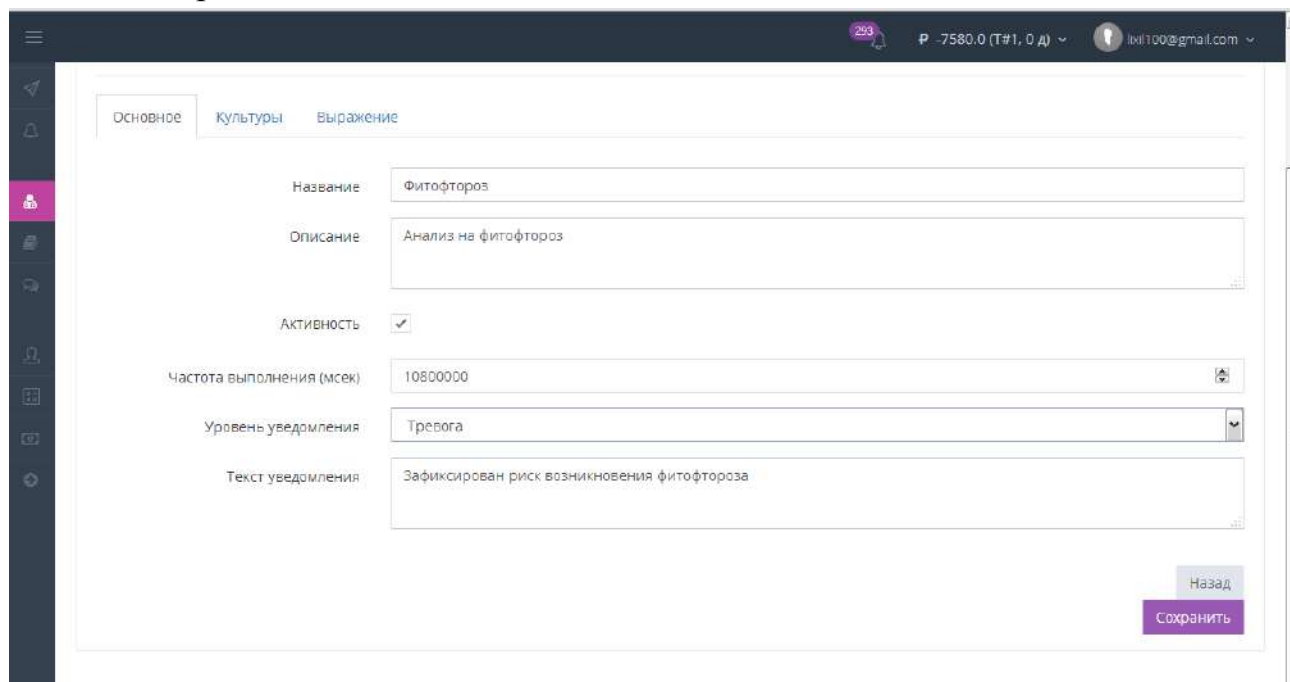 293
₽ -7580.0 (T#1, 0 д)
lixil100@gmail.com
Основное Культуры Выражение
Название
Фитофтороз
Описание
Анализ на фитофтороз
Активность
Частота выполнения (мсек)
10800000
Уровень уведомления
Тревога
Текст уведомления
Зафиксирован риск возникновения фитофтороза
Назад
Сохранить